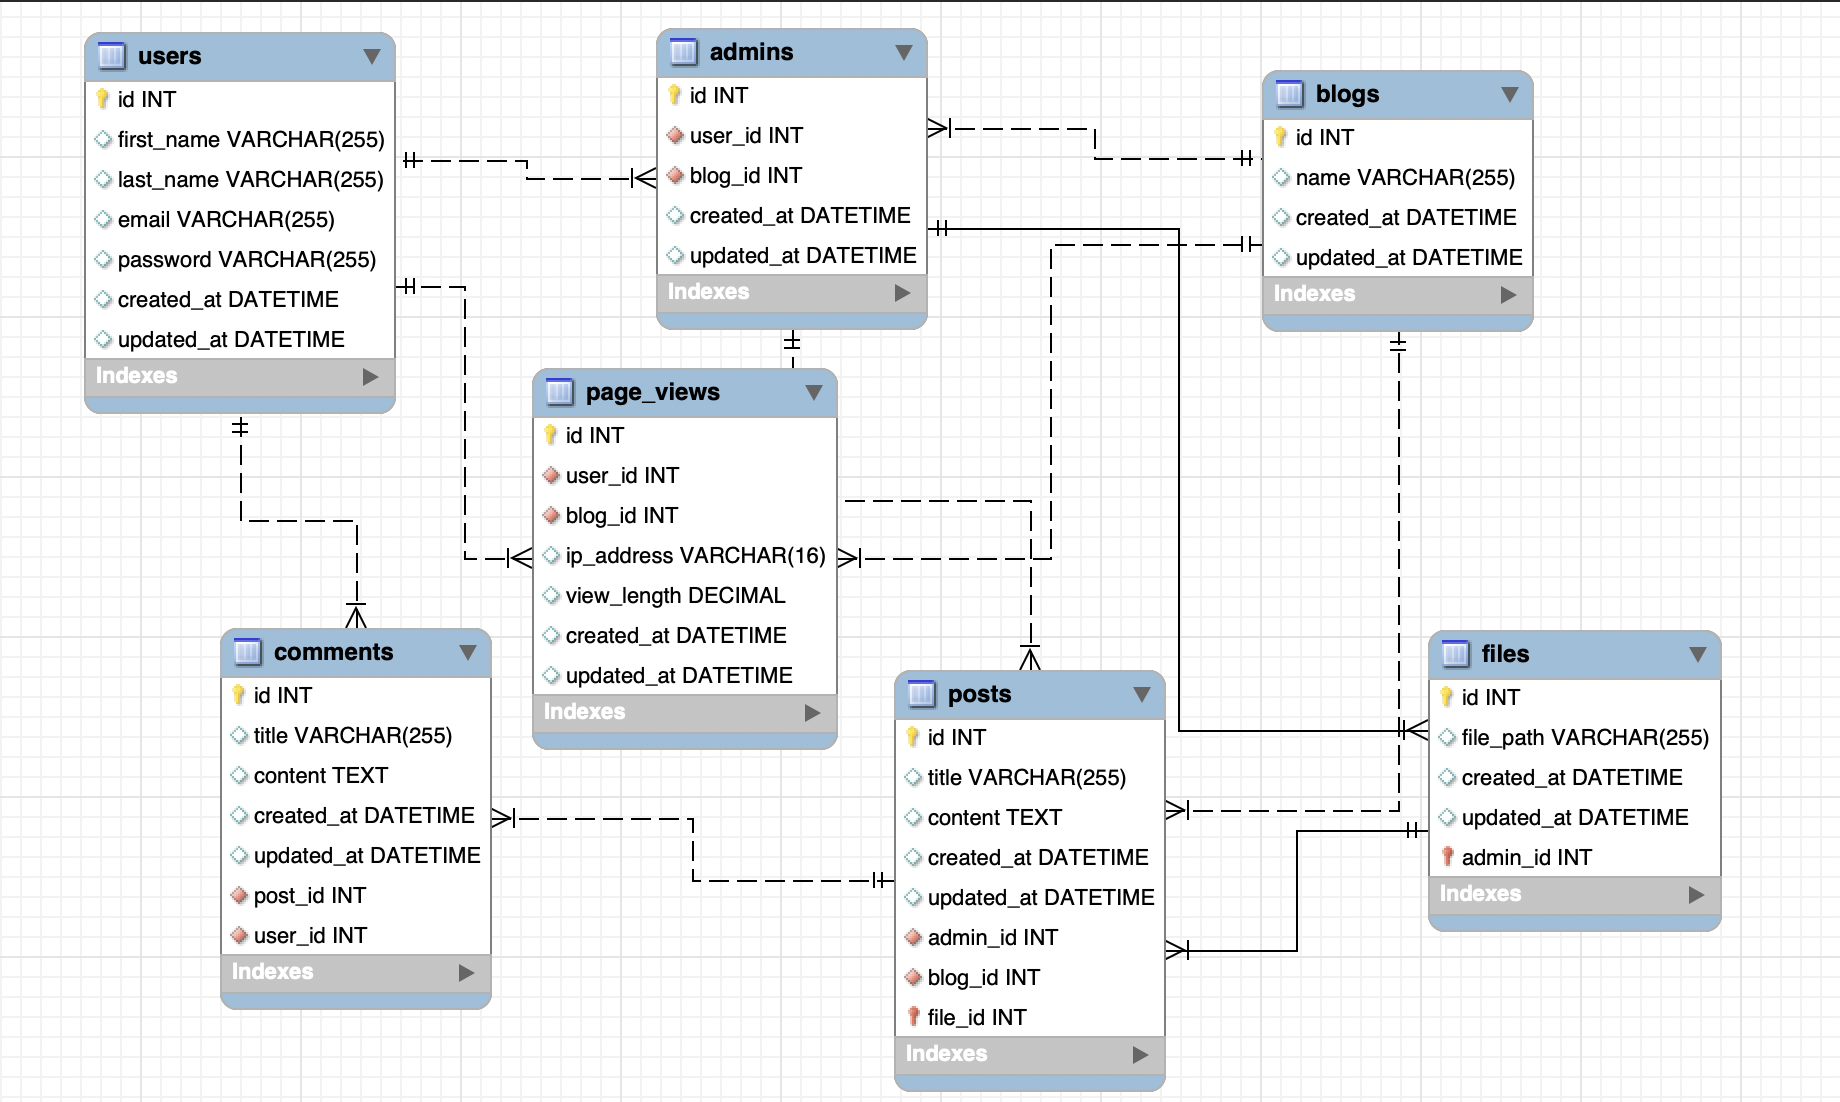 users
id INT
first_name VARCHAR(255)
last_name VARCHAR(255)
email VARCHAR(255)
password VARCHAR(255)
created_at DATETIME
updated_at DATETIME
Indexes
admins
id INT
user_id INT
blog_id INT
created_at DATETIME
updated_at DATETIME
Indexes
blogs
id INT
name VARCHAR(255)
created_at DATETIME
updated_at DATETIME
Indexes
page_views
id INT
user_id INT
blog_id INT
ip_address VARCHAR(16)
view_length DECIMAL
created_at DATETIME
updated_at DATETIME
Indexes
comments
id INT
title VARCHAR(255)
content TEXT
created_at DATETIME
updated_at DATETIME
post_id INT
user_id INT
Indexes
posts
id INT
title VARCHAR(255)
content TEXT
created_at DATETIME
updated_at DATETIME
admin_id INT
blog_id INT
file_id INT
Indexes
files
id INT
file_path VARCHAR(255)
created_at DATETIME
updated_at DATETIME
admin_id INT
Indexes